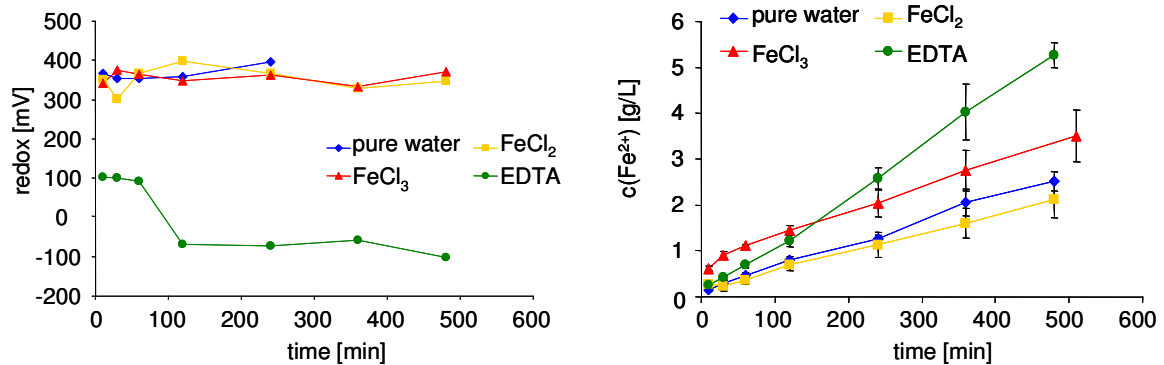 500
400
300
200
100
0
-100
-200
redox [mV]
pure water
FeCl₂
FeCl₃
EDTA
0 100 200 300 400 500 600
time [min]
pure water
FeCl₂
FeCl₃
EDTA
6
5
4
3
2
1
0
c(Fe²⁺) [g/L]
0 100 200 300 400 500 600
time [min]